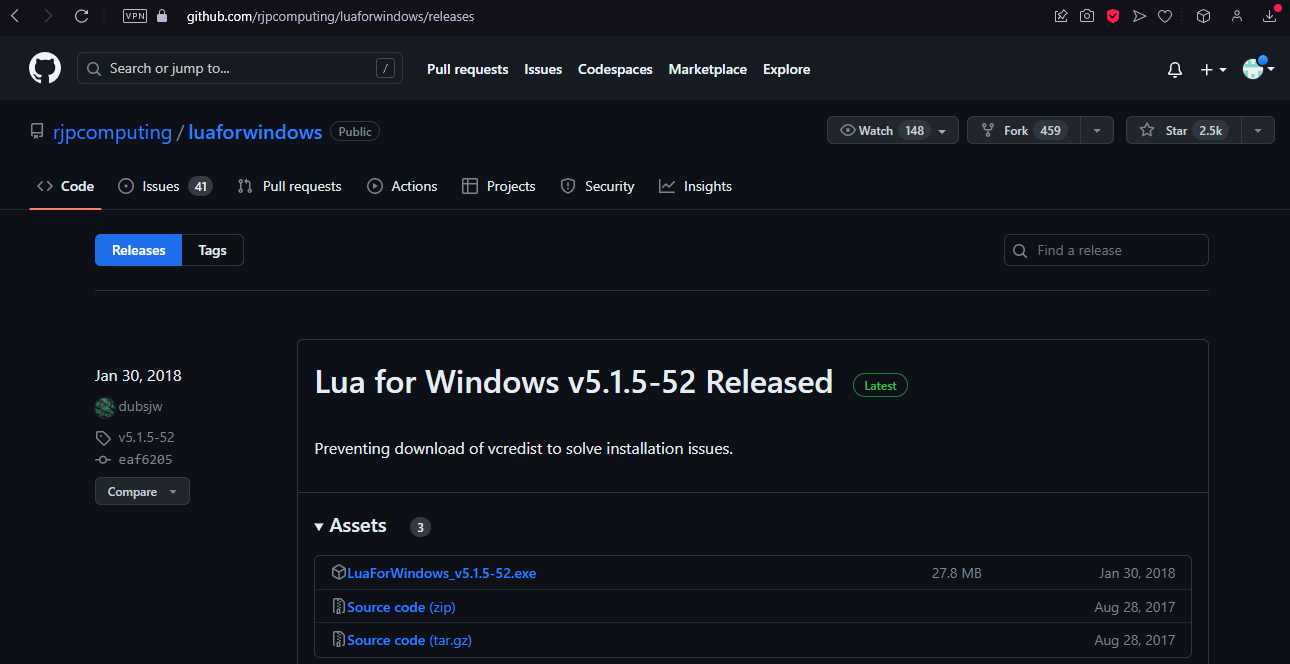 VPN github.com/rjpcomputing/luaforwindows/releases
Search or jump to... / Pull requests Issues Codespaces Marketplace Explore
rjpcomputing / luaforwindows Public Watch 148 Fork 459 Star 2.5k
Code Issues 41 Pull requests Actions Projects Security Insights
Releases Tags Find a release
Jan 30, 2018
dubsjw
v5.1.5-52
eaf6205
Compare
Lua for Windows v5.1.5-52 Released Latest
Preventing download of vcredist to solve installation issues.
Assets 3
LuaForWindows_v5.1.5-52.exe 27.8 MB Jan 30, 2018
Source code (zip) Aug 28, 2017
Source code (tar.gz) Aug 28, 2017